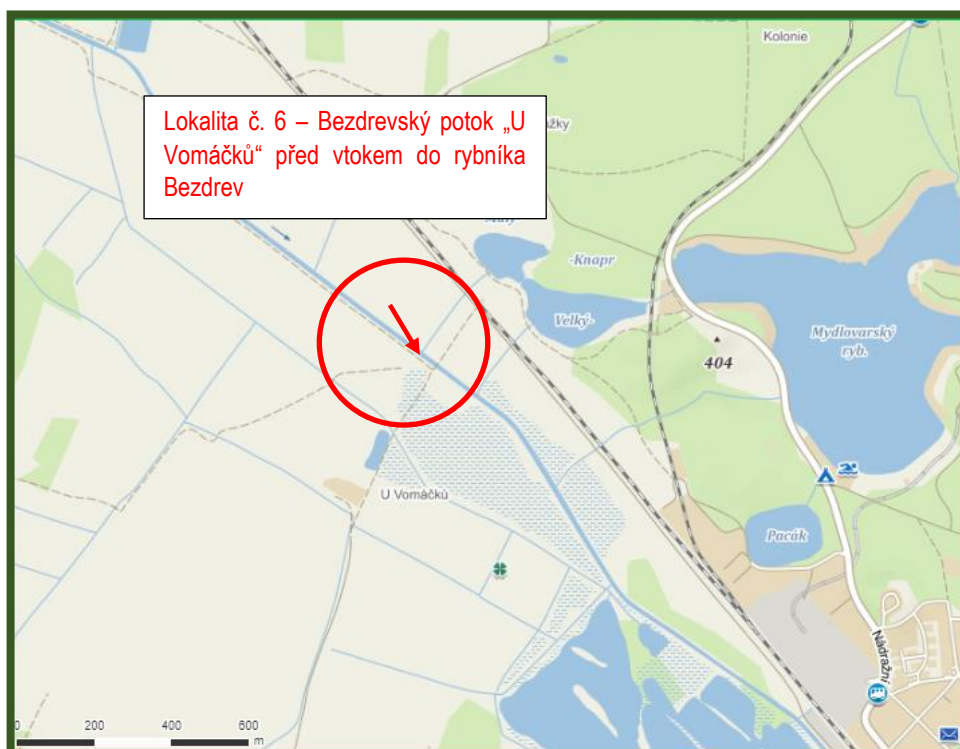 Kolonie
Lokalita č. 6 – Bezdrevský potok „U
Vomáčků“ před vtokem do rybníka
Bezdrev
žky
-Knapr
Velký-
Mydlovarský
ryb.
404
U Vomáčků
Pacák
Nádražní
0 200 400 600
m